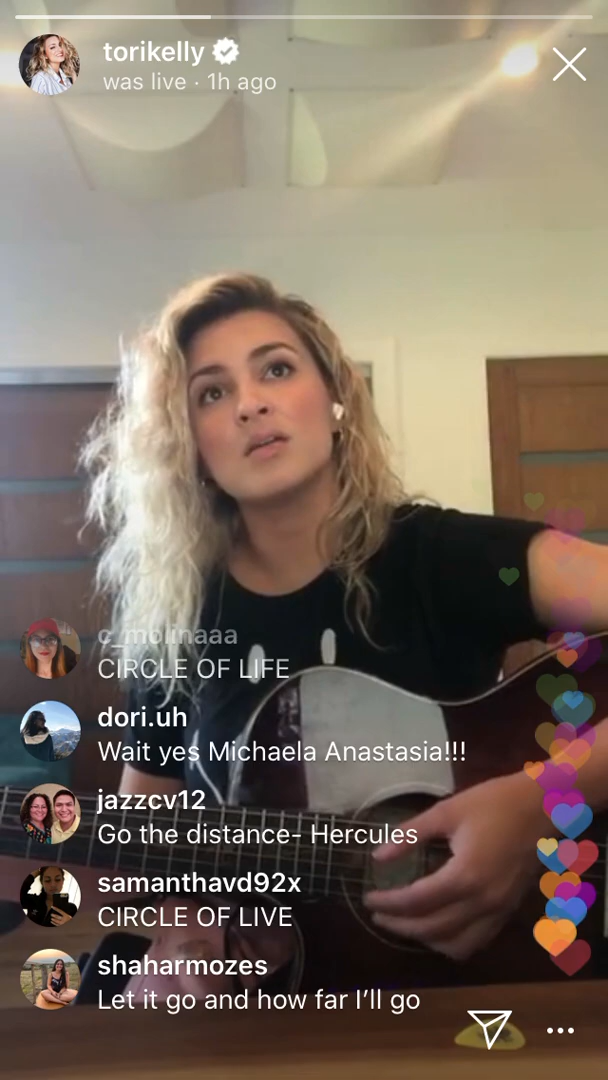 torikelly
was live · 1h ago
c_molinaaa
CIRCLE OF LIFE
dori.uh
Wait yes Michaela Anastasia!!!
jazzcv12
Go the distance- Hercules
samanthavd92x
CIRCLE OF LIVE
shaharmozes
Let it go and how far I’ll go